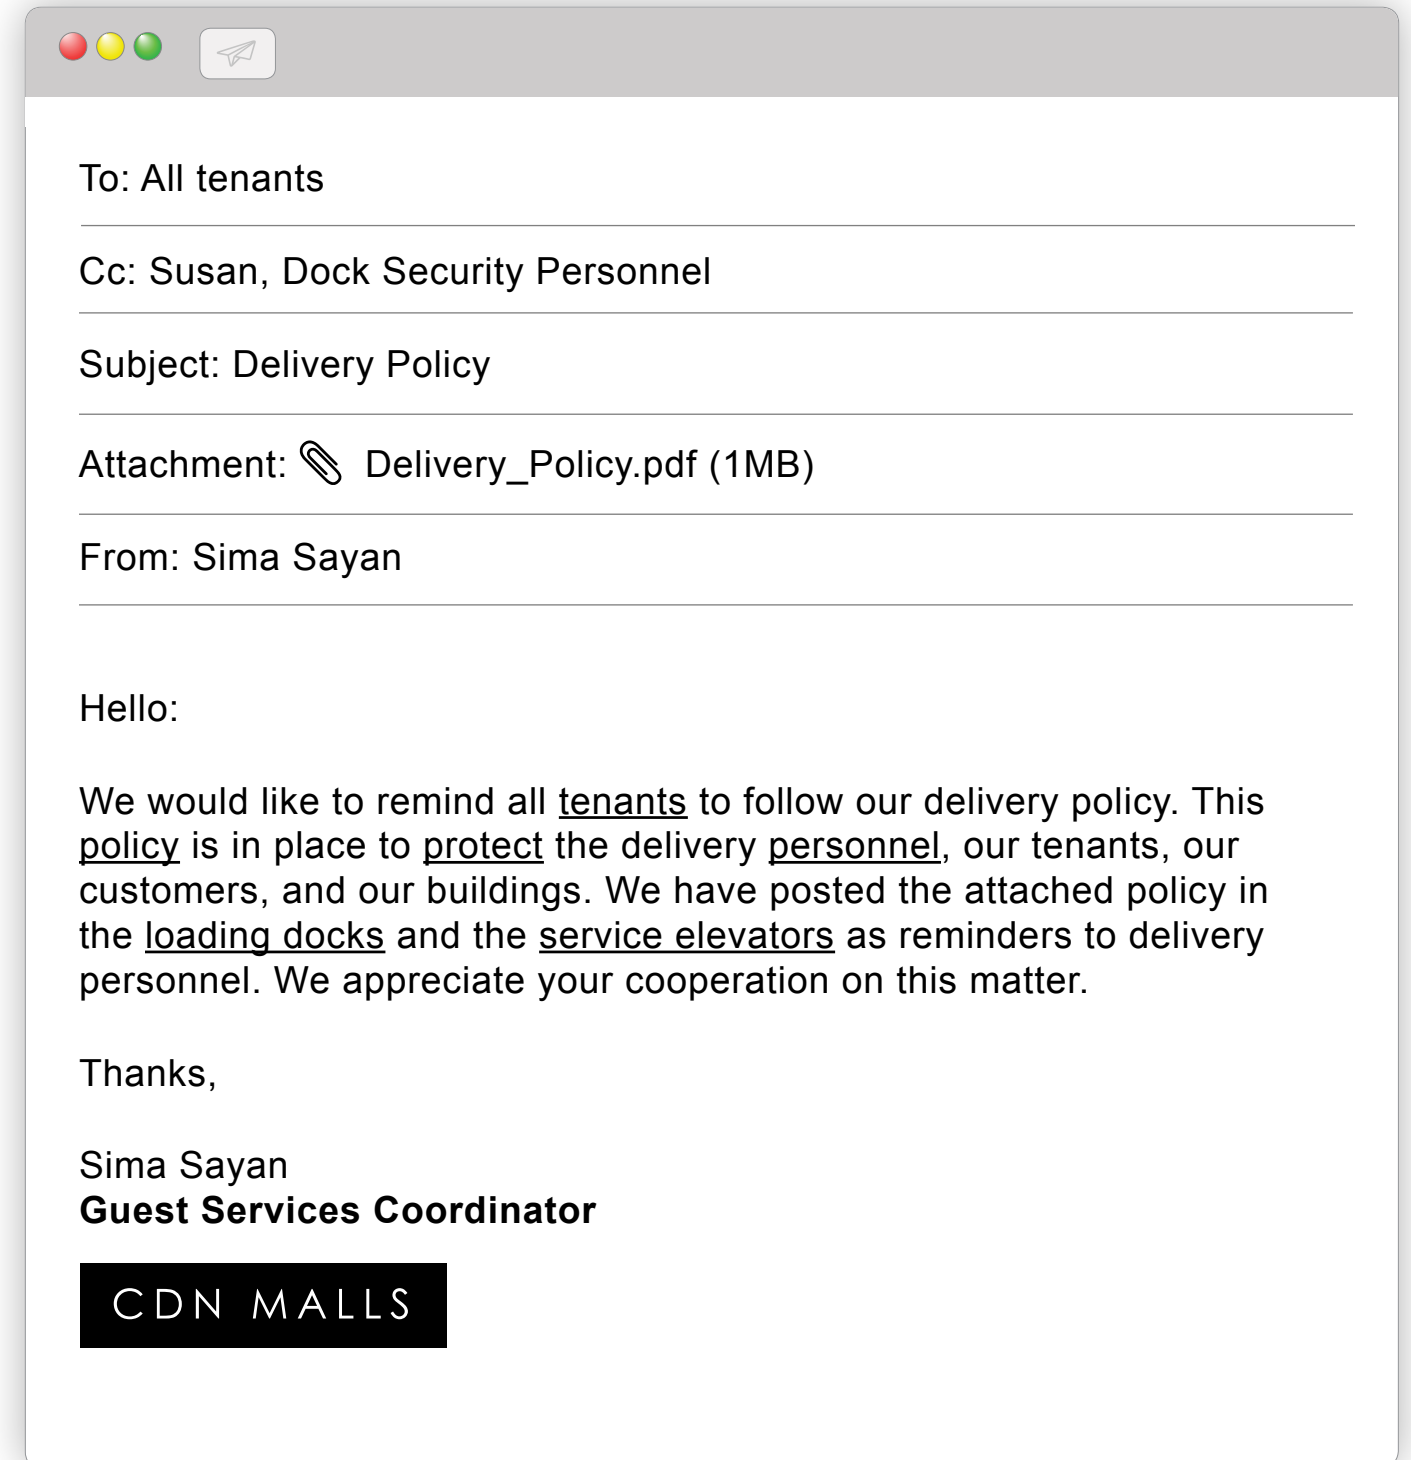 To: All tenants
Cc: Susan, Dock Security Personnel
Subject: Delivery Policy
Attachment: Delivery_Policy.pdf (1MB)
From: Sima Sayan
Hello:
We would like to remind all tenants to follow our delivery policy. This
policy is in place to protect the delivery personnel, our tenants, our
customers, and our buildings. We have posted the attached policy in
the loading docks and the service elevators as reminders to delivery
personnel. We appreciate your cooperation on this matter.
Thanks,
Sima Sayan
Guest Services Coordinator
CDN MALLS